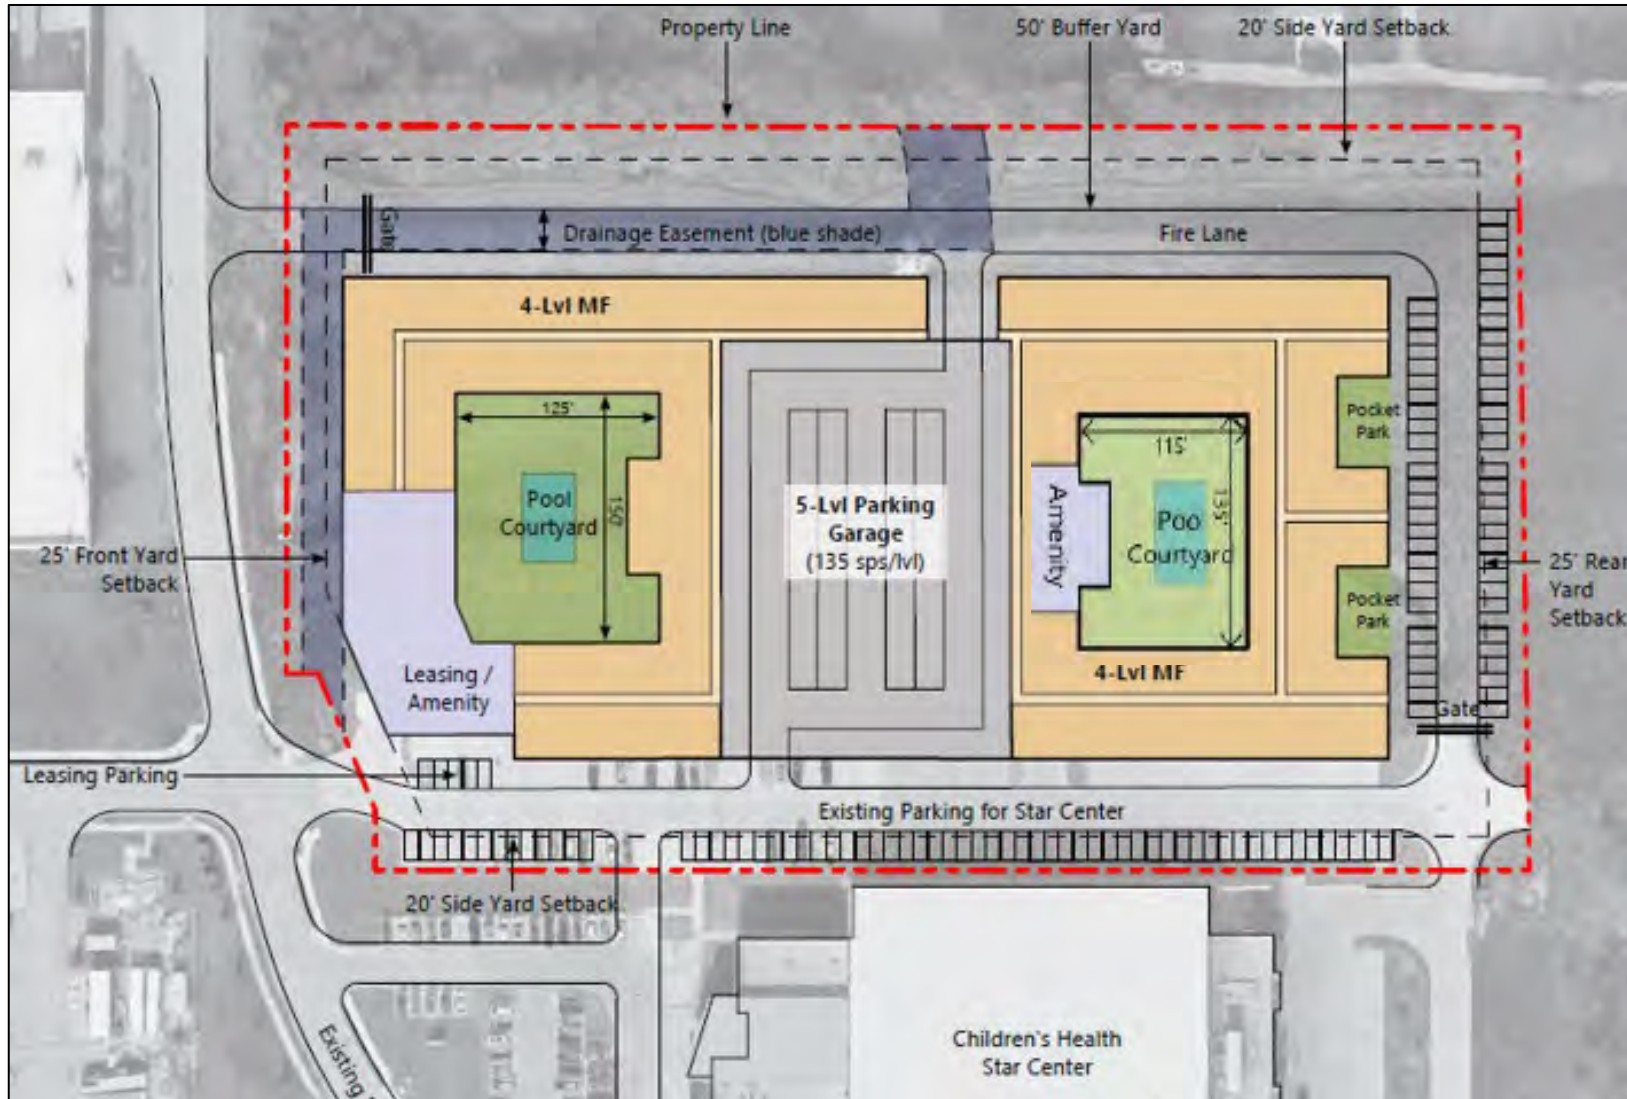 Property Line
50' Buffer Yard
20' Side Yard Setback
Gate
Drainage Easement (blue shade)
Fire Lane
4-Lvl MF
125'
150'
Pool
Courtyard
5-Lvl Parking
Garage
(135 sps/lvl)
Amenity
115'
135'
Poo
Courtyard
Pocket
Park
Pocket
Park
25' Front Yard
Setback
25' Rear
Yard
Setback
Leasing /
Amenity
4-Lvl MF
Gate
Leasing Parking
Existing Parking for Star Center
20' Side Yard Setback
Existing
Children's Health
Star Center